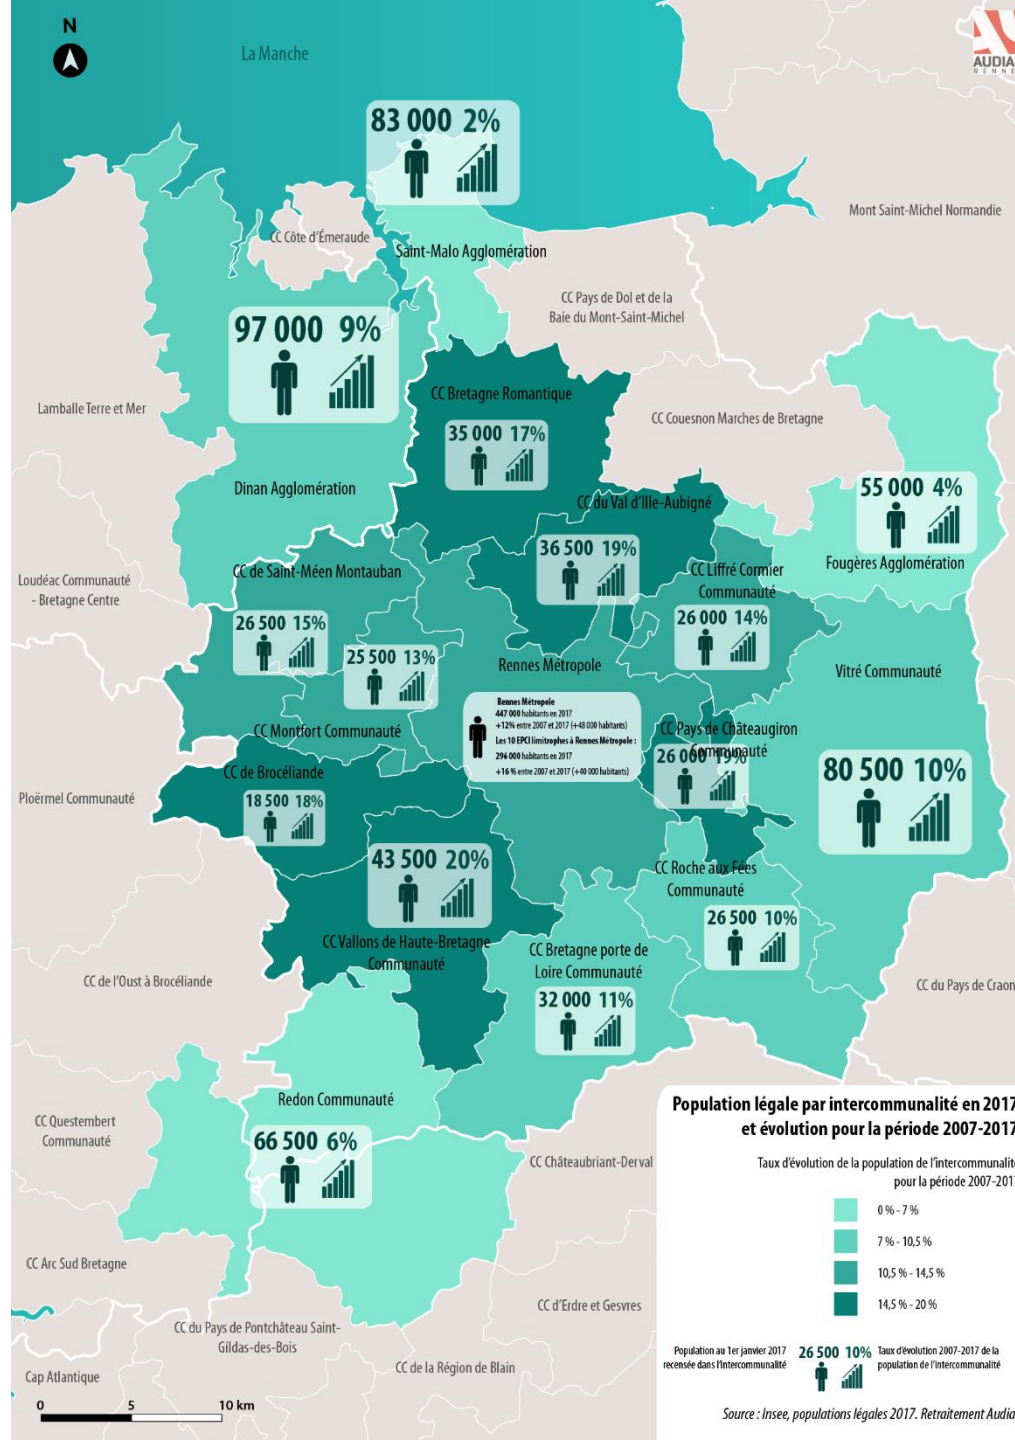 N
La Manche
AUDIA
RENNE
83 000 2%
Mont Saint-Michel Normandie
CC Côte d'Émeraude
Saint-Malo Agglomération
CC Pays de Dol et de la
Baie du Mont-Saint-Michel
97 000 9%
CC Bretagne Romantique
Lamballe Terre et Mer
CC Couesnon Marches de Bretagne
35 000 17%
Dinan Agglomération
55 000 4%
CC du Val d'Ille-Aubigné
36 500 19%
Fougères Agglomération
CC de Saint-Méen Montauban
CC Liffré Cormier
Communauté
Loudéac Communauté
- Bretagne Centre
26 500 15%
26 000 14%
25 500 13%
Rennes Métropole
Vitré Communauté
Rennes Métropole
447 000 habitants en 2017
+12% entre 2007 et 2017 (+48 000 habitants)
Les 10 EPCI limitrophes à Rennes Métropole :
296 000 habitants en 2017
+16 % entre 2007 et 2017 (+40 000 habitants)
CC Montfort Communauté
CC Pays de Châteaugiron
Communauté
26 000 19%
CC de Brocéliande
80 500 10%
Ploërmel Communauté
18 500 18%
43 500 20%
CC Roche aux Fées
Communauté
26 500 10%
CC Vallons de Haute-Bretagne
Communauté
CC Bretagne porte de
Loire Communauté
32 000 11%
CC de l'Oust à Brocéliande
CC du Pays de Craon
Redon Communauté
66 500 6%
CC Questembert
Communauté
CC Châteaubriant-Derval
CC Arc Sud Bretagne
CC d'Erdre et Gesvres
CC du Pays de Pontchâteau Saint-
Gildas-des-Bois
CC de la Région de Blain
Cap Atlantique
0 5 10 km
Population légale par intercommunalité en 2017
et évolution pour la période 2007-2017
Taux d'évolution de la population de l'intercommunalité
pour la période 2007-2017
0 % - 7 %
7 % - 10,5 %
10,5 % - 14,5 %
14,5 % - 20 %
Population au 1er janvier 2017
recensée dans l'intercommunalité
26 500 10%
Taux d'évolution 2007-2017 de la
population de l'intercommunalité
Source : Insee, populations légales 2017. Retraitement Audia